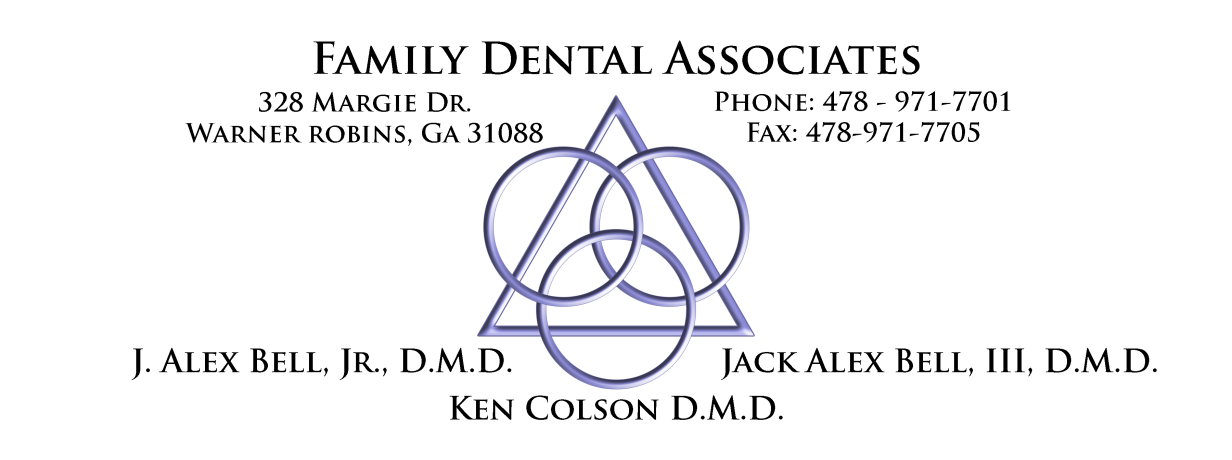 Family Dental Associates
328 Margie Dr.
Warner robins, Ga 31088
Phone: 478 - 971-7701
Fax: 478-971-7705
J. Alex Bell, Jr., D.M.D.
Jack Alex Bell, III, D.M.D.
Ken Colson D.M.D.